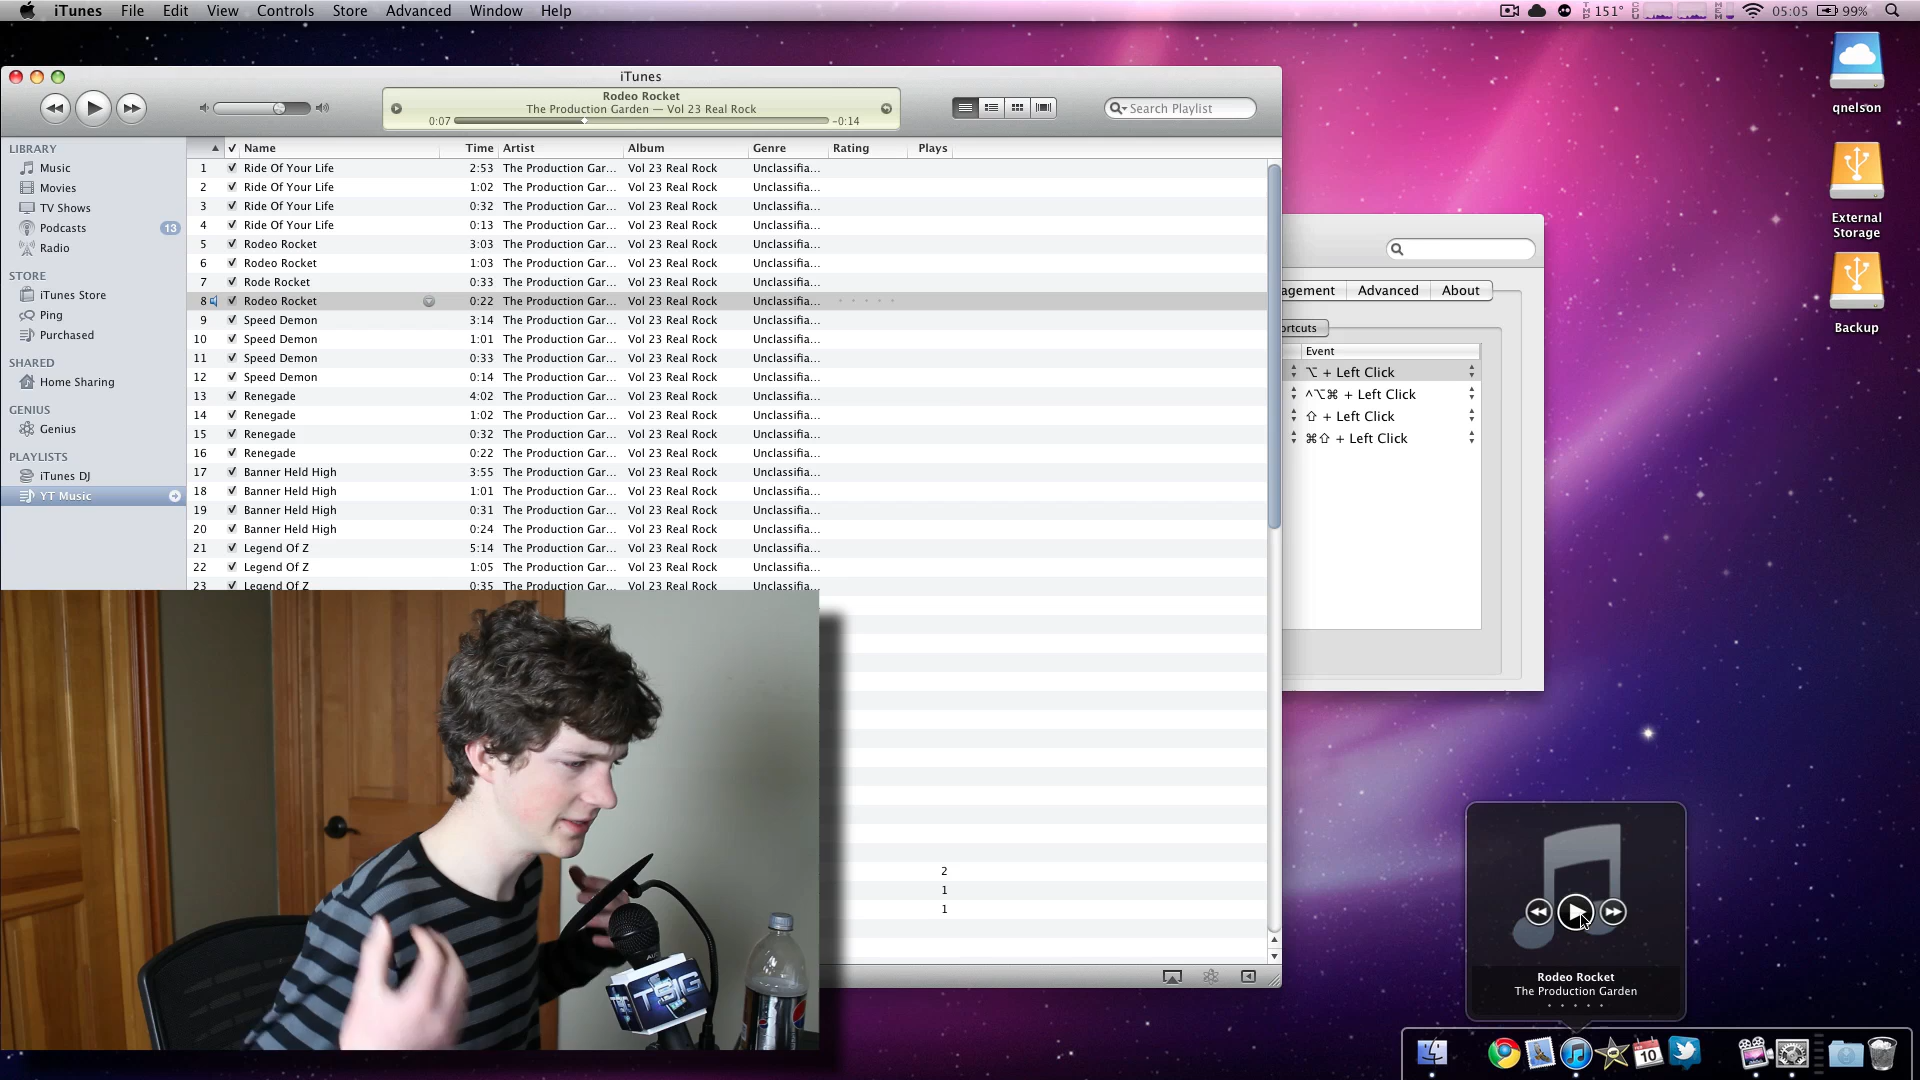 iTunes File Edit View Controls Store Advanced Window Help
151° 05:05 99%
iTunes
Rodeo Rocket
The Production Garden — Vol 23 Real Rock
0:07 -0:14
Search Playlist
LIBRARY
Music
Movies
TV Shows
Podcasts 13
Radio
STORE
iTunes Store
Ping
Purchased
SHARED
Home Sharing
GENIUS
Genius
PLAYLISTS
iTunes DJ
YT Music
Name Time Artist Album Genre Rating Plays
1 Ride Of Your Life 2:53 The Production Gar... Vol 23 Real Rock Unclassifia...
2 Ride Of Your Life 1:02 The Production Gar... Vol 23 Real Rock Unclassifia...
3 Ride Of Your Life 0:32 The Production Gar... Vol 23 Real Rock Unclassifia...
4 Ride Of Your Life 0:13 The Production Gar... Vol 23 Real Rock Unclassifia...
5 Rodeo Rocket 3:03 The Production Gar... Vol 23 Real Rock Unclassifia...
6 Rodeo Rocket 1:03 The Production Gar... Vol 23 Real Rock Unclassifia...
7 Rode Rocket 0:33 The Production Gar... Vol 23 Real Rock Unclassifia...
8 Rodeo Rocket 0:22 The Production Gar... Vol 23 Real Rock Unclassifia...
9 Speed Demon 3:14 The Production Gar... Vol 23 Real Rock Unclassifia...
10 Speed Demon 1:01 The Production Gar... Vol 23 Real Rock Unclassifia...
11 Speed Demon 0:33 The Production Gar... Vol 23 Real Rock Unclassifia...
12 Speed Demon 0:14 The Production Gar... Vol 23 Real Rock Unclassifia...
13 Renegade 4:02 The Production Gar... Vol 23 Real Rock Unclassifia...
14 Renegade 1:02 The Production Gar... Vol 23 Real Rock Unclassifia...
15 Renegade 0:32 The Production Gar... Vol 23 Real Rock Unclassifia...
16 Renegade 0:22 The Production Gar... Vol 23 Real Rock Unclassifia...
17 Banner Held High 3:55 The Production Gar... Vol 23 Real Rock Unclassifia...
18 Banner Held High 1:01 The Production Gar... Vol 23 Real Rock Unclassifia...
19 Banner Held High 0:31 The Production Gar... Vol 23 Real Rock Unclassifia...
20 Banner Held High 0:24 The Production Gar... Vol 23 Real Rock Unclassifia...
21 Legend Of Z 5:14 The Production Gar... Vol 23 Real Rock Unclassifia...
22 Legend Of Z 1:05 The Production Gar... Vol 23 Real Rock Unclassifia...
23 Legend Of Z 0:35 The Production Gar... Vol 23 Real Rock Unclassifia...
2
1
1
agement Advanced About
ortcuts
Event
⌥ + Left Click
^⌥⌘ + Left Click
⇧ + Left Click
⌘⇧ + Left Click
qnelson
External
Storage
Backup
Rodeo Rocket
The Production Garden
FEB
10
TSIG